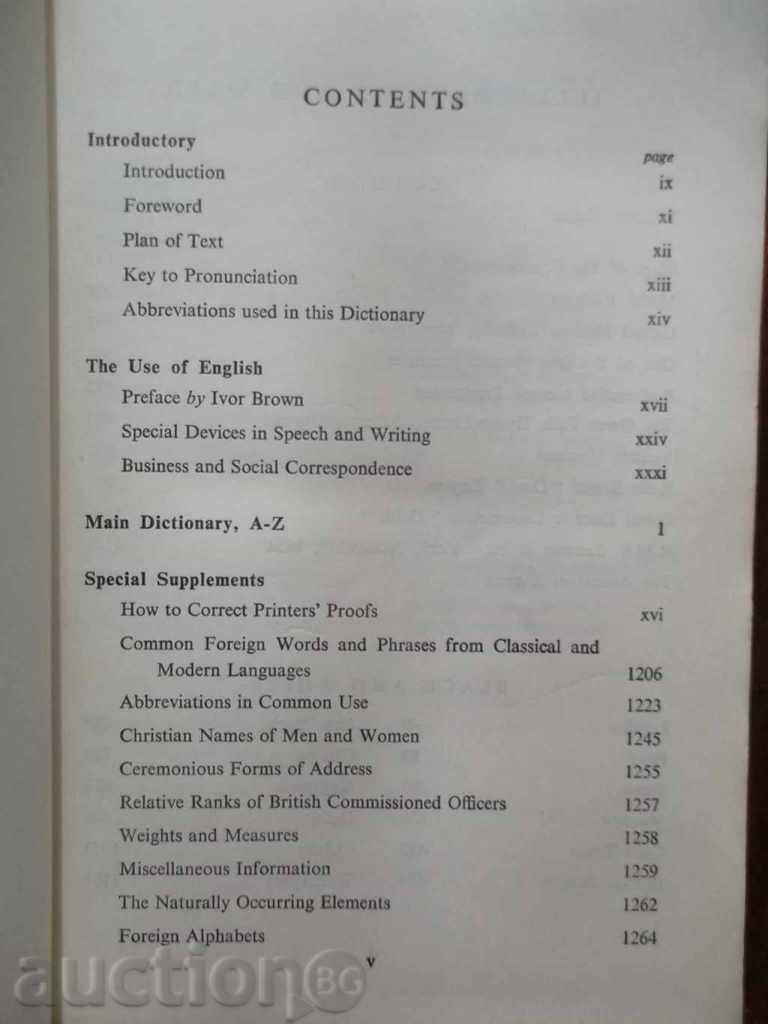 CONTENTS
Introductory
page
Introduction ix
Foreword xi
Plan of Text xii
Key to Pronunciation xiii
Abbreviations used in this Dictionary xiv
The Use of English
Preface by Ivor Brown xvii
Special Devices in Speech and Writing xxiv
Business and Social Correspondence xxxi
Main Dictionary, A-Z 1
Special Supplements
How to Correct Printers' Proofs xvi
Common Foreign Words and Phrases from Classical and
Modern Languages 1206
Abbreviations in Common Use 1223
Christian Names of Men and Women 1245
Ceremonious Forms of Address 1255
Relative Ranks of British Commissioned Officers 1257
Weights and Measures 1258
Miscellaneous Information 1259
The Naturally Occurring Elements 1262
Foreign Alphabets 1264
v
auctionBG